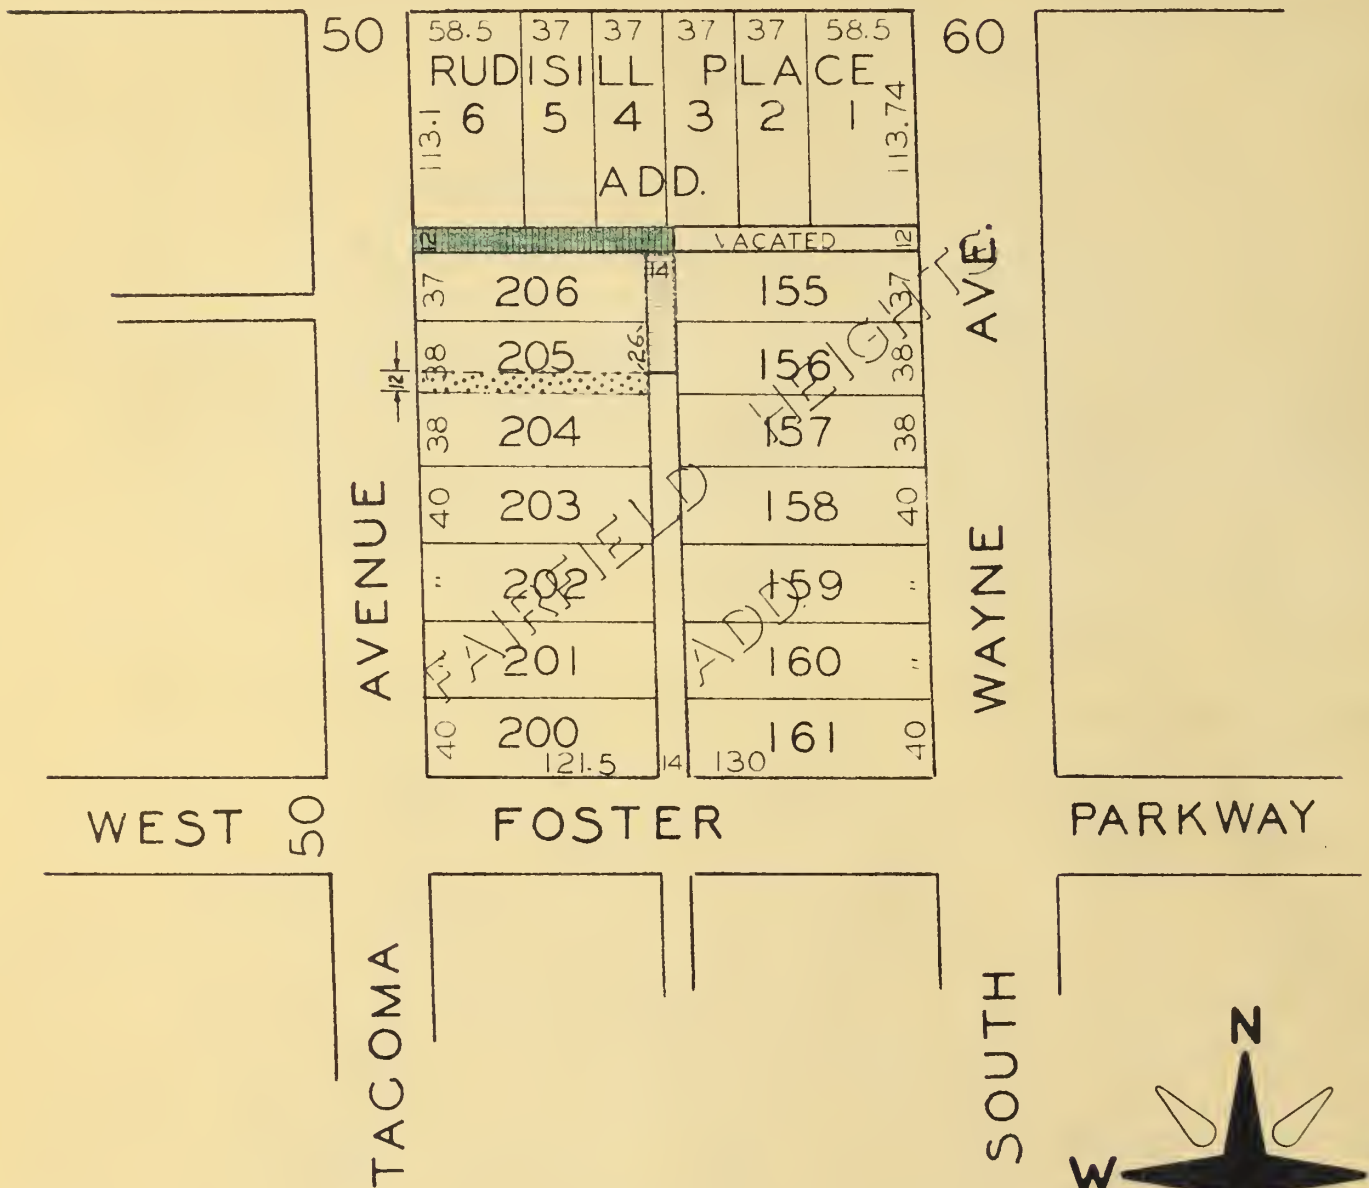 50 58.5 37 37 37 37 58.5 60
RUDISILL PLACE
6 5 4 3 2 1
113.1 113.74
ADD.
12 VACATED 12
14
37 206 155 37
38 205 26 156 38
12
38 204 157 38
40 203 158 40
" 202 159 "
" 201 160 "
40 200 161 40
121.5 14 130
FAIRFIELD HEIGHTS
ADD.
TACOMA AVENUE
SOUTH WAYNE AVE.
50
WEST FOSTER PARKWAY
N
W